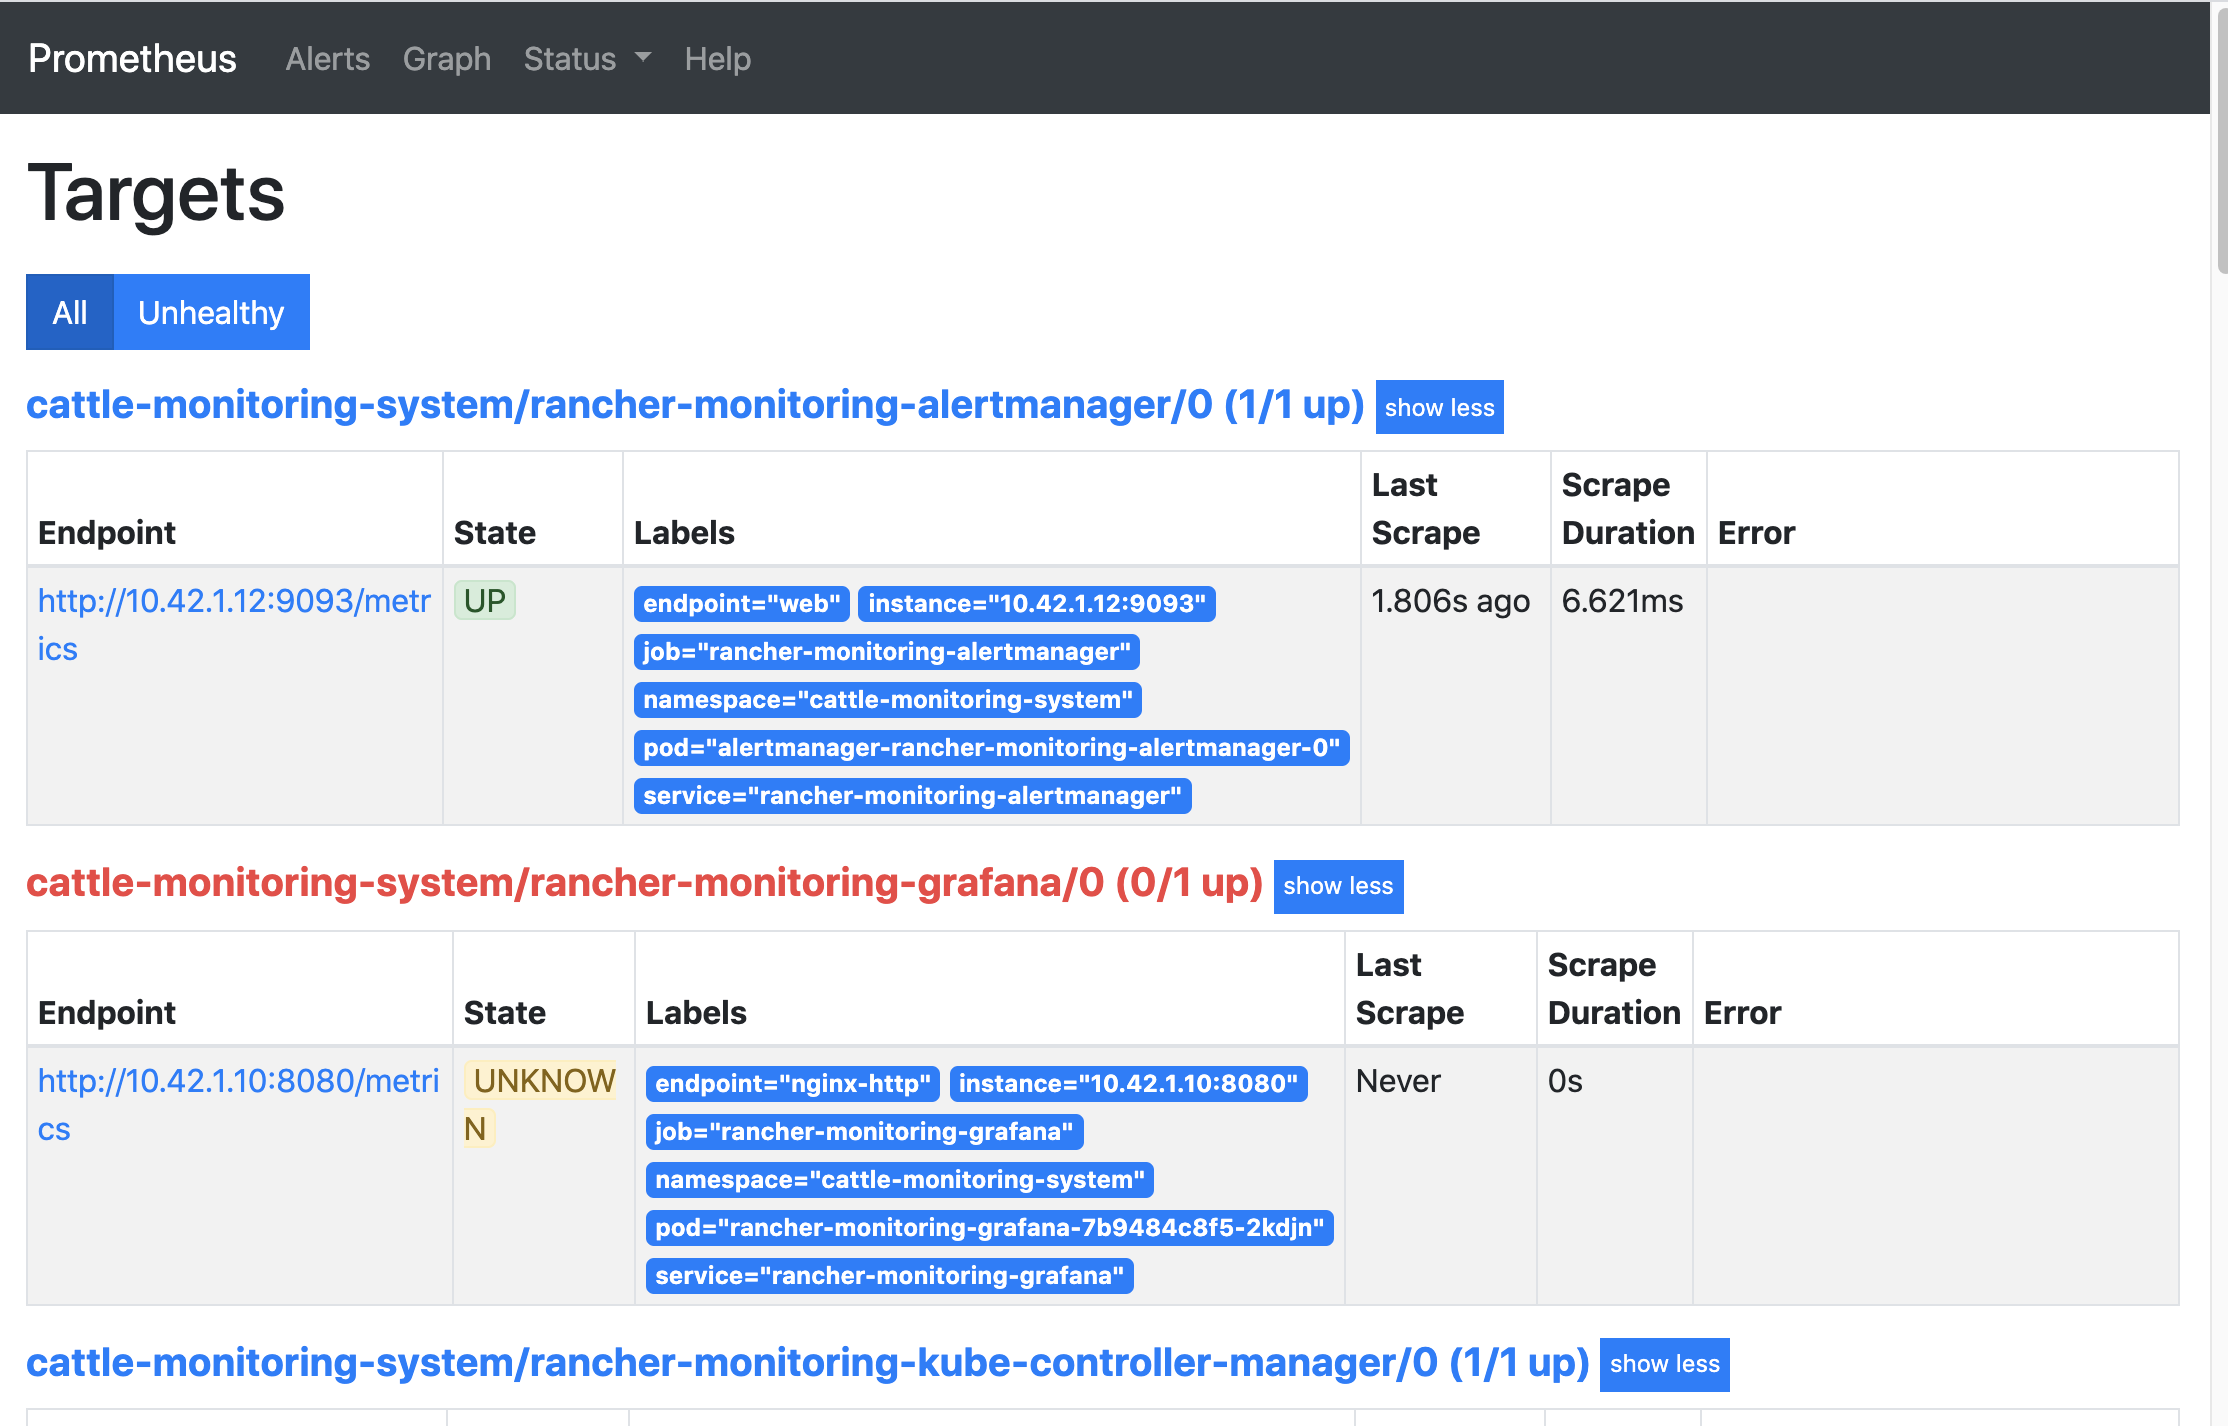 Prometheus Alerts Graph Status Help
Targets
All Unhealthy
cattle-monitoring-system/rancher-monitoring-alertmanager/0 (1/1 up) show less
Endpoint State Labels Last Scrape Scrape Duration Error
http://10.42.1.12:9093/metr
ics
UP
endpoint="web" instance="10.42.1.12:9093"
job="rancher-monitoring-alertmanager"
namespace="cattle-monitoring-system"
pod="alertmanager-rancher-monitoring-alertmanager-0"
service="rancher-monitoring-alertmanager"
1.806s ago
6.621ms
cattle-monitoring-system/rancher-monitoring-grafana/0 (0/1 up) show less
Endpoint State Labels Last Scrape Scrape Duration Error
http://10.42.1.10:8080/metri
cs
UNKNOW
N
endpoint="nginx-http" instance="10.42.1.10:8080"
job="rancher-monitoring-grafana"
namespace="cattle-monitoring-system"
pod="rancher-monitoring-grafana-7b9484c8f5-2kdjn"
service="rancher-monitoring-grafana"
Never
0s
cattle-monitoring-system/rancher-monitoring-kube-controller-manager/0 (1/1 up) show less